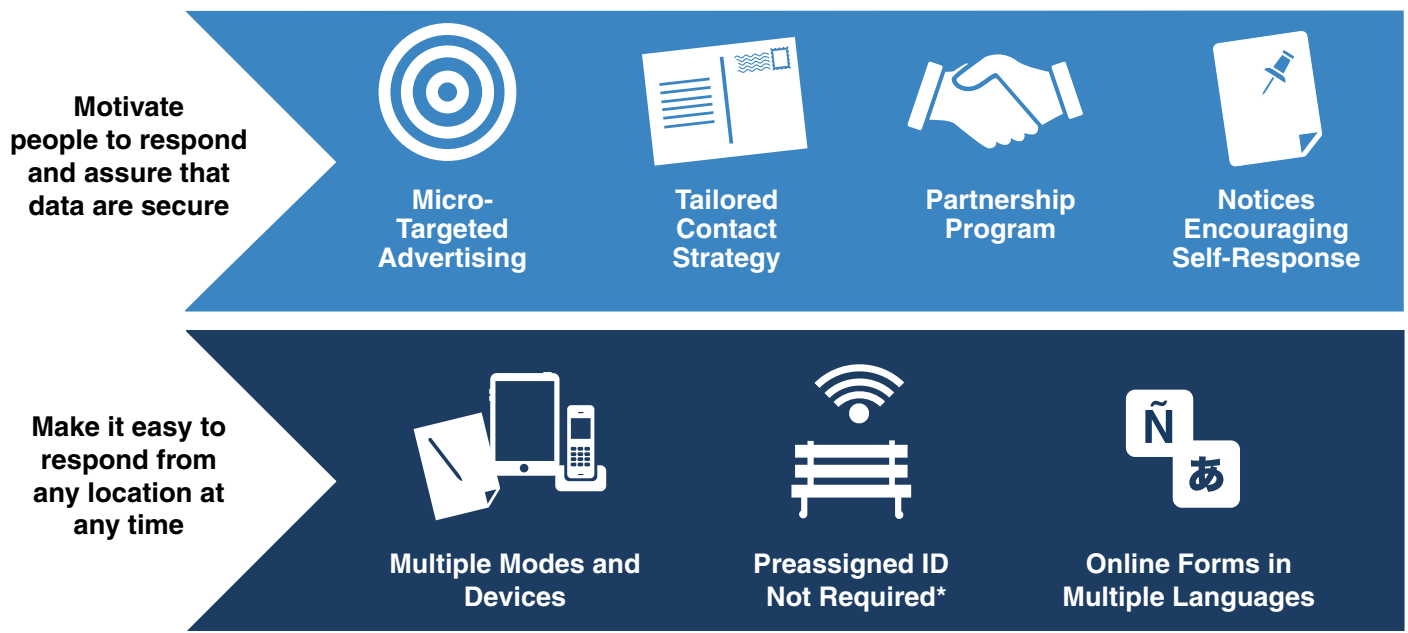 Motivate
people to respond
and assure that
data are secure
Micro-
Targeted
Advertising
Tailored
Contact
Strategy
Partnership
Program
Notices
Encouraging
Self-Response
Make it easy to
respond from
any location at
any time
Ñ
あ
Multiple Modes and
Devices
Preassigned ID
Not Required*
Online Forms in
Multiple Languages